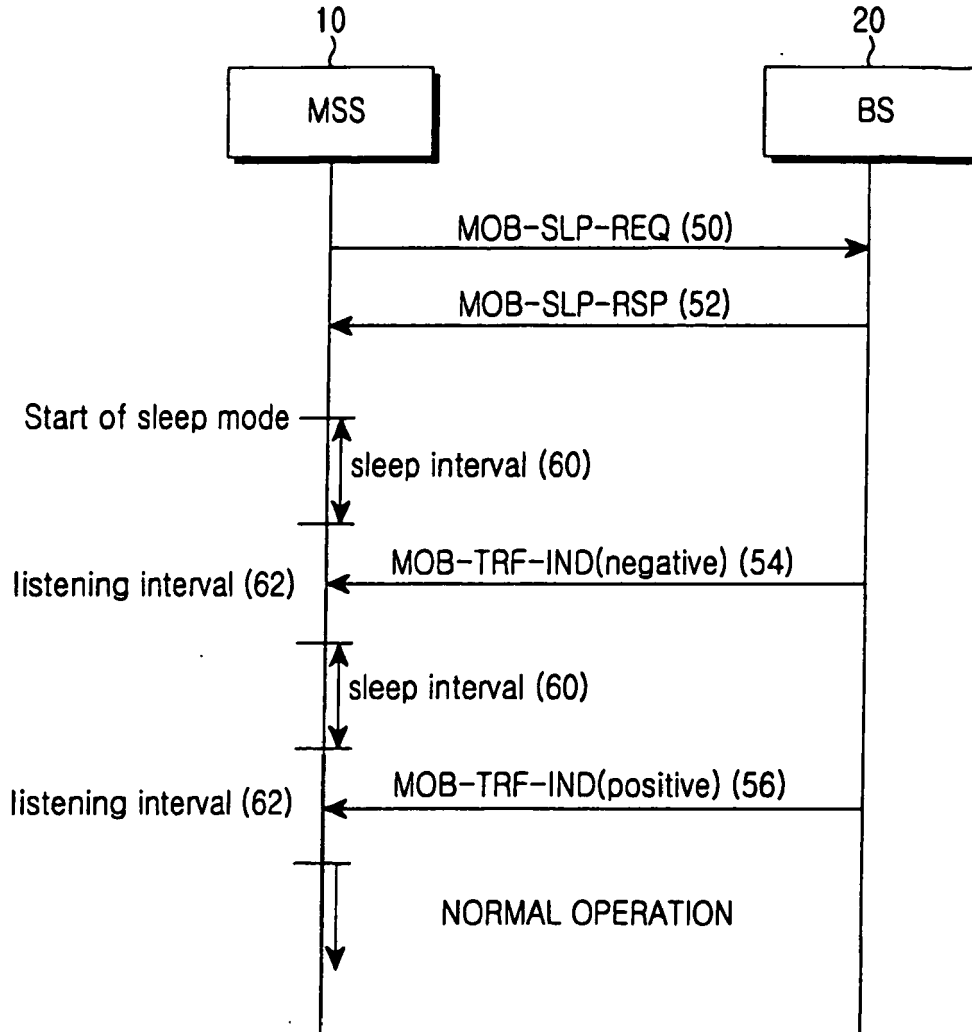 10
20
MSS
BS
MOB-SLP-REQ (50)
MOB-SLP-RSP (52)
Start of sleep mode
sleep interval (60)
MOB-TRF-IND(negative) (54)
listening interval (62)
sleep interval (60)
MOB-TRF-IND(positive) (56)
listening interval (62)
NORMAL OPERATION